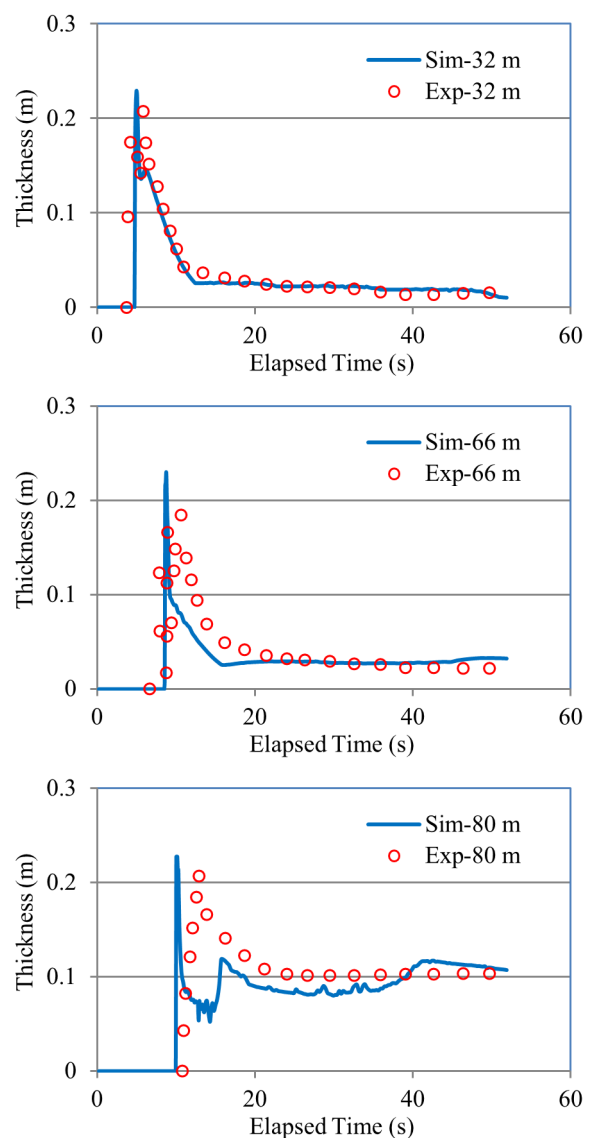 0.3
0.2
0.1
0
Thickness (m)
Sim-32 m
Exp-32 m
0 20 40 60
Elapsed Time (s)
0.3
0.2
0.1
0
Thickness (m)
Sim-66 m
Exp-66 m
0 20 40 60
Elapsed Time (s)
0.3
0.2
0.1
0
Thickness (m)
Sim-80 m
Exp-80 m
0 20 40 60
Elapsed Time (s)